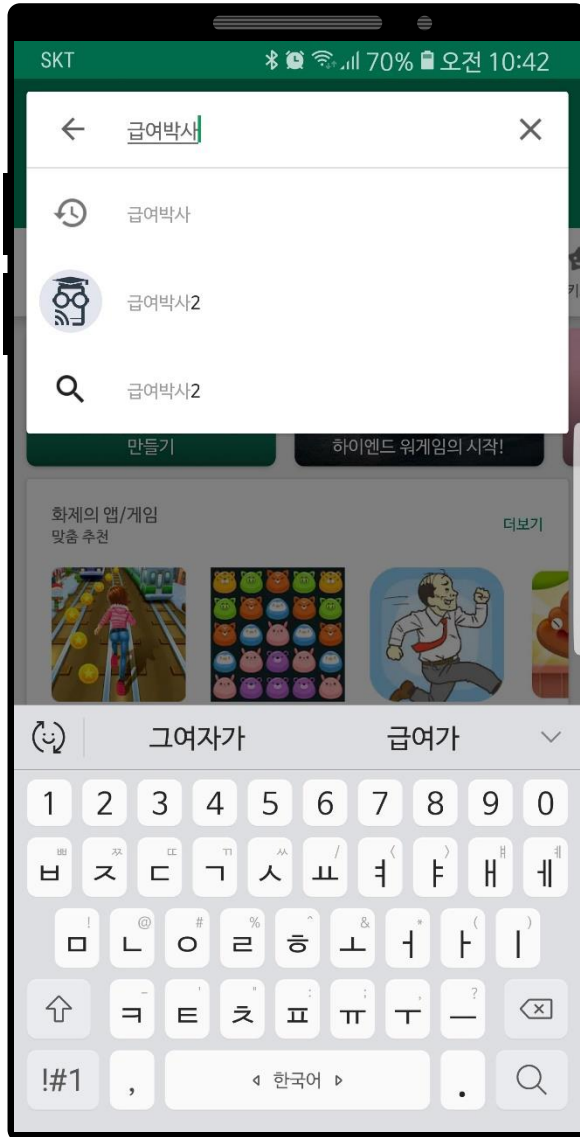 SKT 70% 오전 10:42
급여박사
급여박사
급여박사2
급여박사2
만들기 하이엔드 워게임의 시작!
화제의 앱/게임 더보기
맞춤 추천
그여자가 급여가
1 2 3 4 5 6 7 8 9 0
ㅃ ㅉ ㄸ ㄲ ㅆ / < > ㅒ ㅖ
ㅂ ㅈ ㄷ ㄱ ㅅ ㅛ ㅕ ㅑ ㅐ ㅔ
! @ # % ^ & * ( )
ㅁ ㄴ ㅇ ㄹ ㅎ ㅗ ㅓ ㅏ ㅣ
- ' " : ; , ?
ㅋ ㅌ ㅊ ㅍ ㅠ ㅜ ㅡ
!#1 , 한국어 .